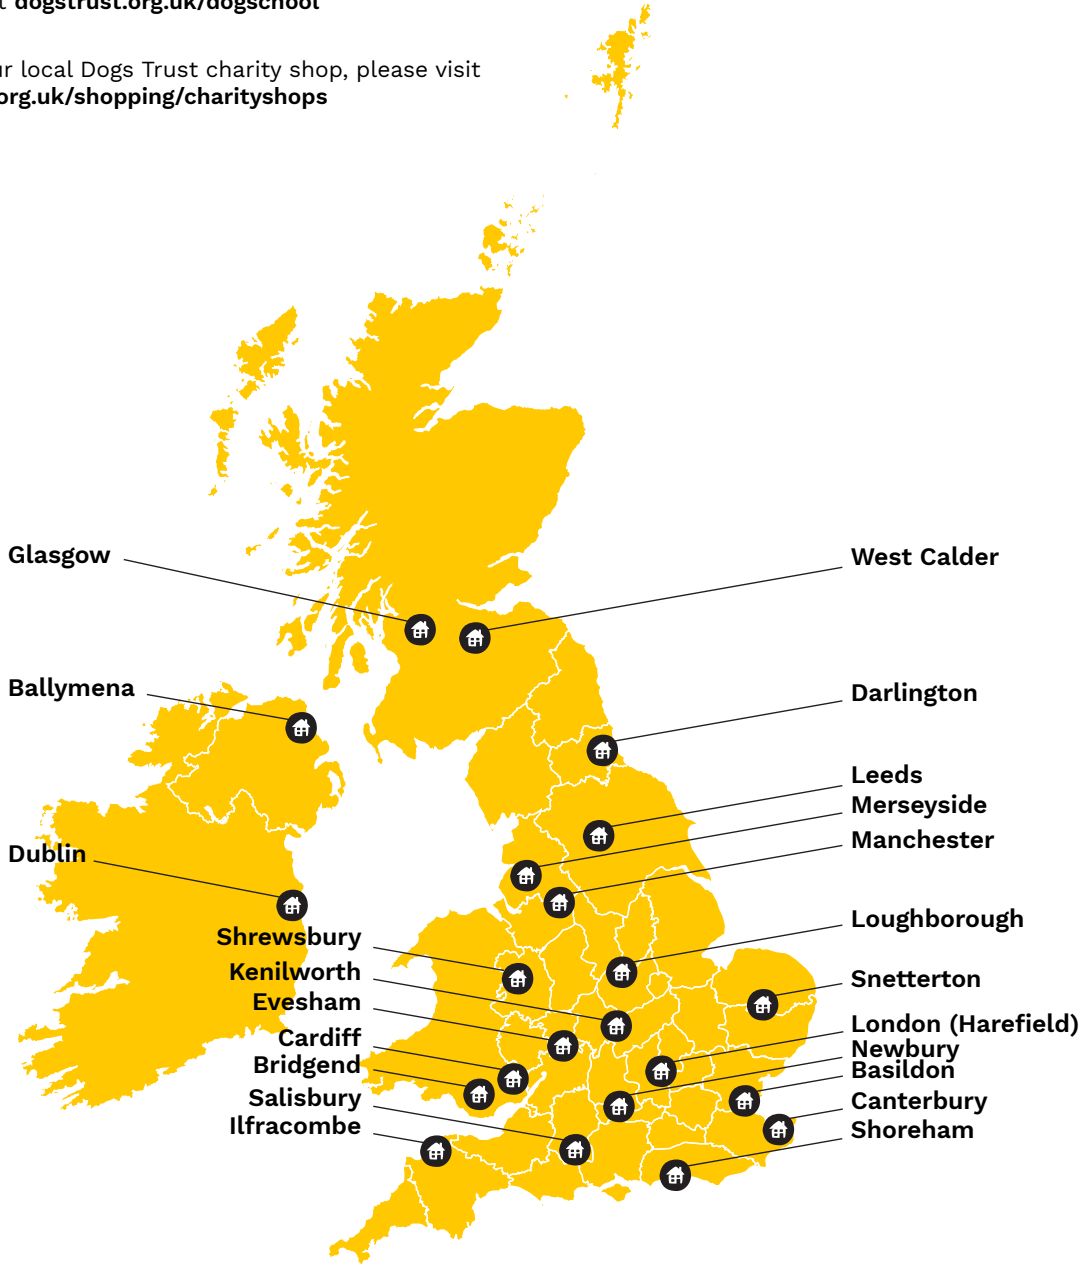 t dogstrust.org.uk/dogschool
ur local Dogs Trust charity shop, please visit
org.uk/shopping/charityshops
Glasgow
West Calder
Ballymena
Darlington
Leeds
Merseyside
Manchester
Dublin
Loughborough
Shrewsbury
Kenilworth
Snetterton
Evesham
London (Harefield)
Cardiff
Newbury
Bridgend
Basildon
Salisbury
Canterbury
Ilfracombe
Shoreham